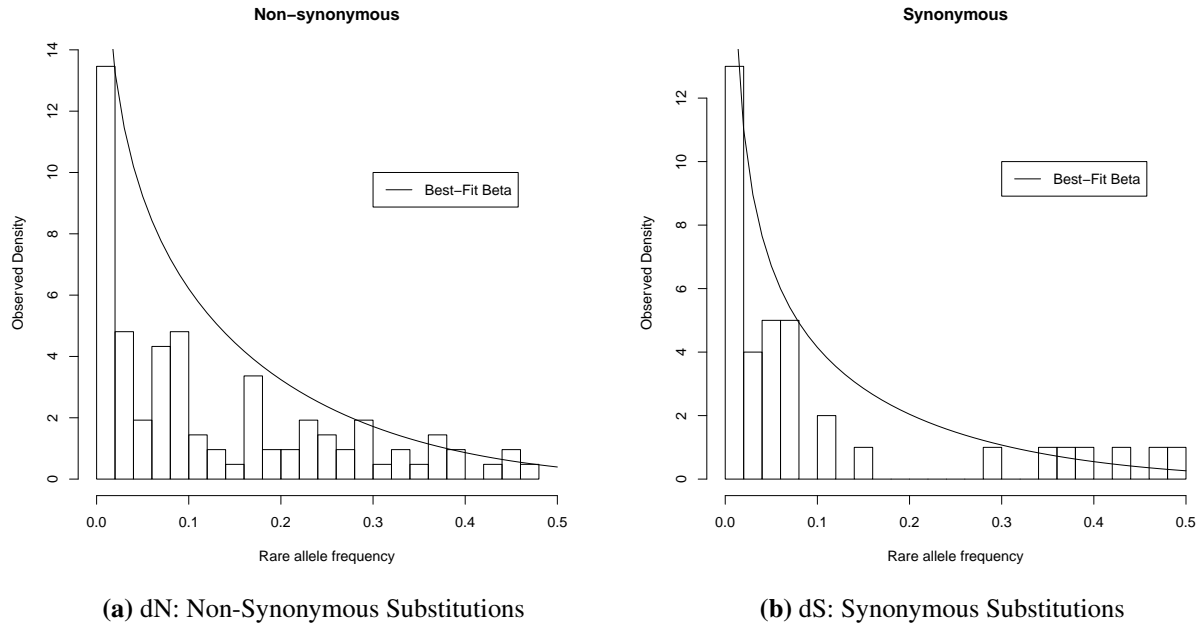 Non−synonymous
Observed Density
14
12
10
8
6
4
2
0
Best−Fit Beta
0.0 0.1 0.2 0.3 0.4 0.5
Rare allele frequency
(a) dN: Non-Synonymous Substitutions
Synonymous
Observed Density
12
10
8
6
4
2
0
Best−Fit Beta
0.0 0.1 0.2 0.3 0.4 0.5
Rare allele frequency
(b) dS: Synonymous Substitutions